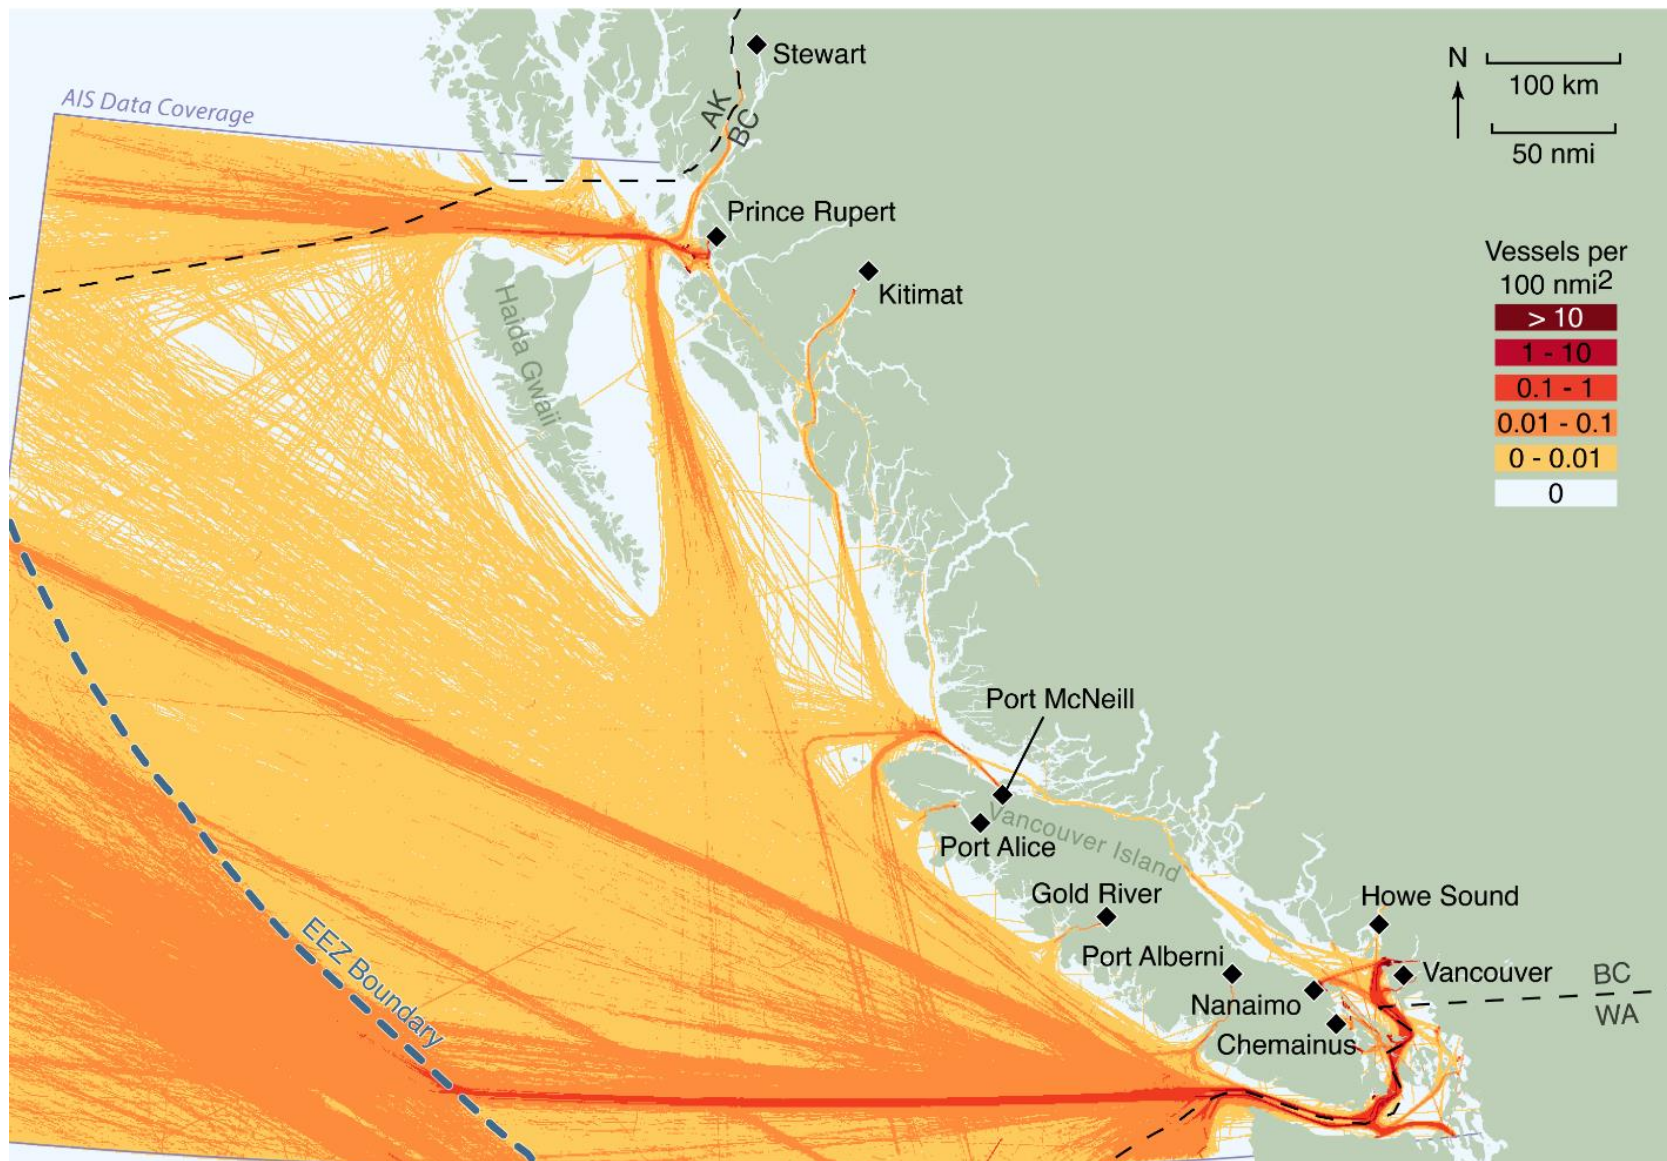 Stewart
N
100 km
50 nmi
AIS Data Coverage
AK
BC
Prince Rupert
Kitimat
Haida Gwaii
Vessels per
100 nmi2
> 10
1 - 10
0.1 - 1
0.01 - 0.1
0 - 0.01
0
Port McNeill
Vancouver Island
Port Alice
Gold River
Howe Sound
Port Alberni
Vancouver
BC
WA
Nanaimo
Chemainus
EEZ Boundary